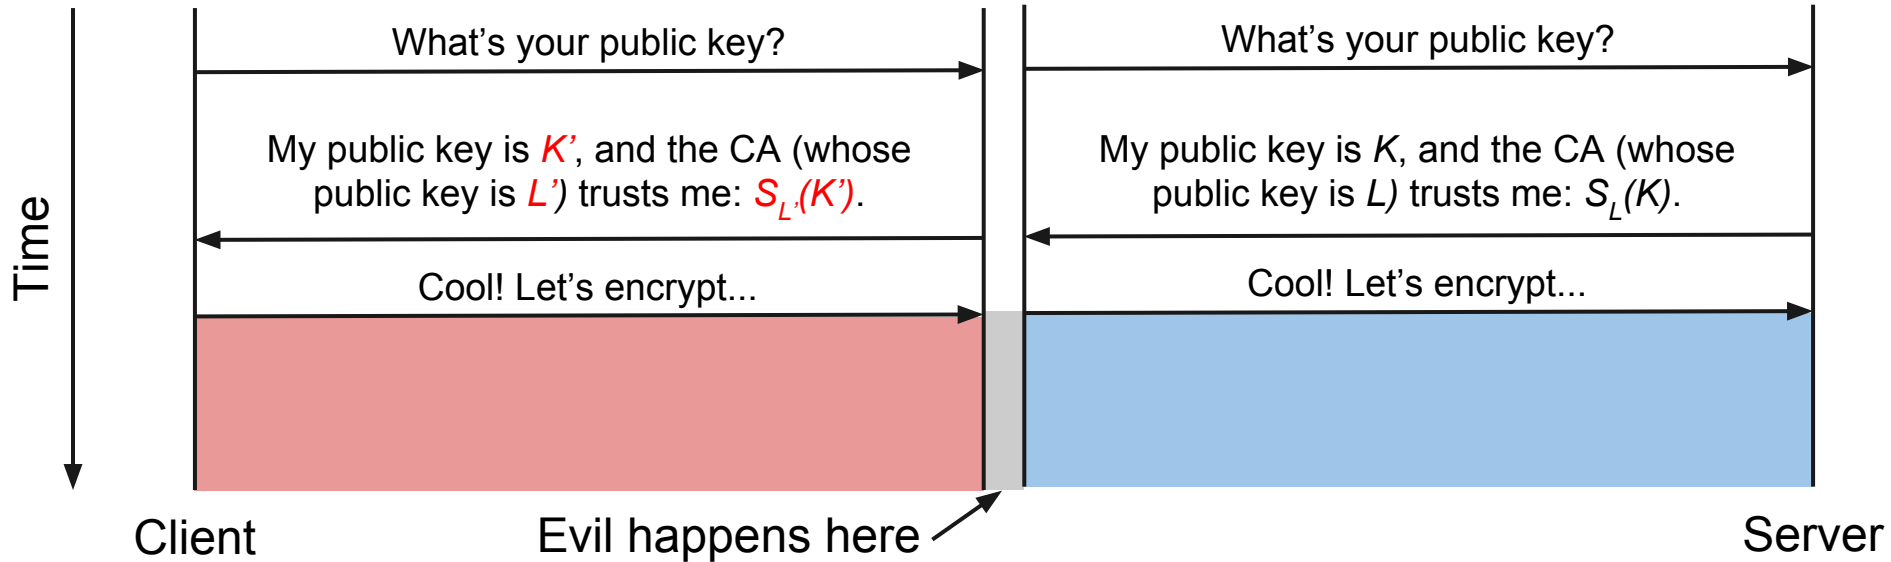 What's your public key?
What's your public key?
My public key is K', and the CA (whose
public key is L') trusts me: S_L'(K').
My public key is K, and the CA (whose
public key is L) trusts me: S_L(K).
Cool! Let's encrypt...
Cool! Let's encrypt...
Time
Client
Evil happens here
Server